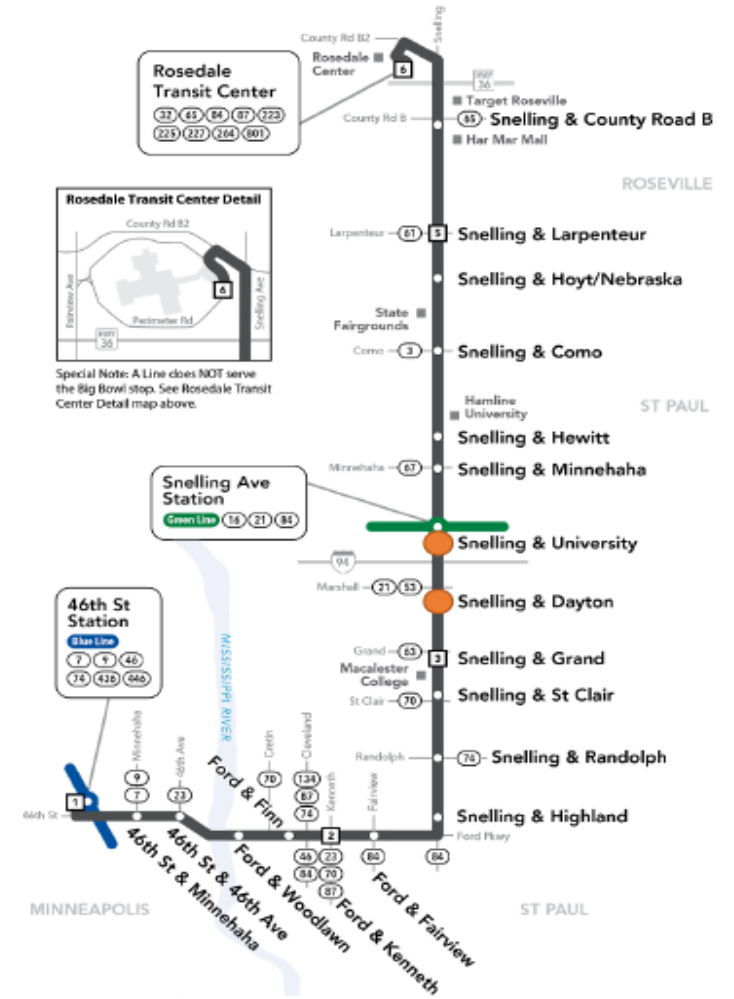 County Rd B2
Snelling
Rosedale
Center
6
Rosedale
Transit Center
32 65 84 87 223
225 227 264 801
HWY
36
Target Roseville
County Rd B
65 Snelling & County Road B
Har Mar Mall
ROSEVILLE
Rosedale Transit Center Detail
County Rd B2
Fairview Ave
6
Snelling Ave
Perimeter Rd
HWY
36
Special Note: A Line does NOT serve
the Big Bowl stop. See Rosedale Transit
Center Detail map above.
Larpenteur 61 5 Snelling & Larpenteur
Snelling & Hoyt/Nebraska
State
Fairgrounds
Como 3 Snelling & Como
Hamline
University
ST PAUL
Snelling & Hewitt
Minnehaha 67 Snelling & Minnehaha
Snelling Ave
Station
Green Line 16 21 84
Snelling & University
94
Marshall 21 53
Snelling & Dayton
46th St
Station
Blue Line
7 9 46
74 436 446
MISSISSIPPI RIVER
Grand 63
3 Snelling & Grand
Macalester
College
St Clair 70
Snelling & St Clair
Randolph 74 Snelling & Randolph
Snelling & Highland
Ford Pkwy
84
46th St
1
Minnehaha
9
7
46th Ave
23
Cretin
70
Cleveland
134
87
74
Kenneth
2
Fairview
46 23
84 70
87
84
46th St & Minnehaha
46th St & 46th Ave
Ford & Woodlawn
Ford & Finn
Ford & Kenneth
Ford & Fairview
MINNEAPOLIS
ST PAUL